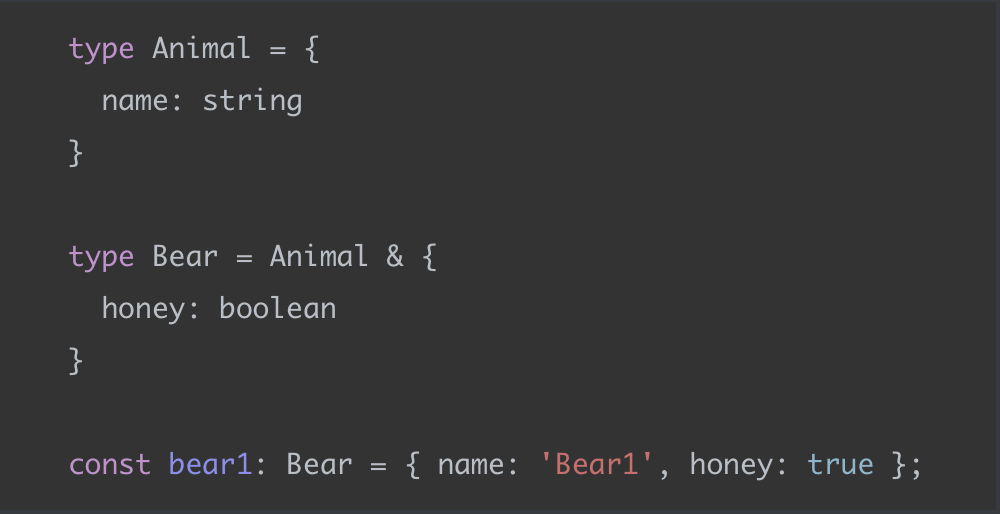 type Animal = {
  name: string
}
type Bear = Animal & {
  honey: boolean
}
const bear1: Bear = { name: 'Bear1', honey: true };